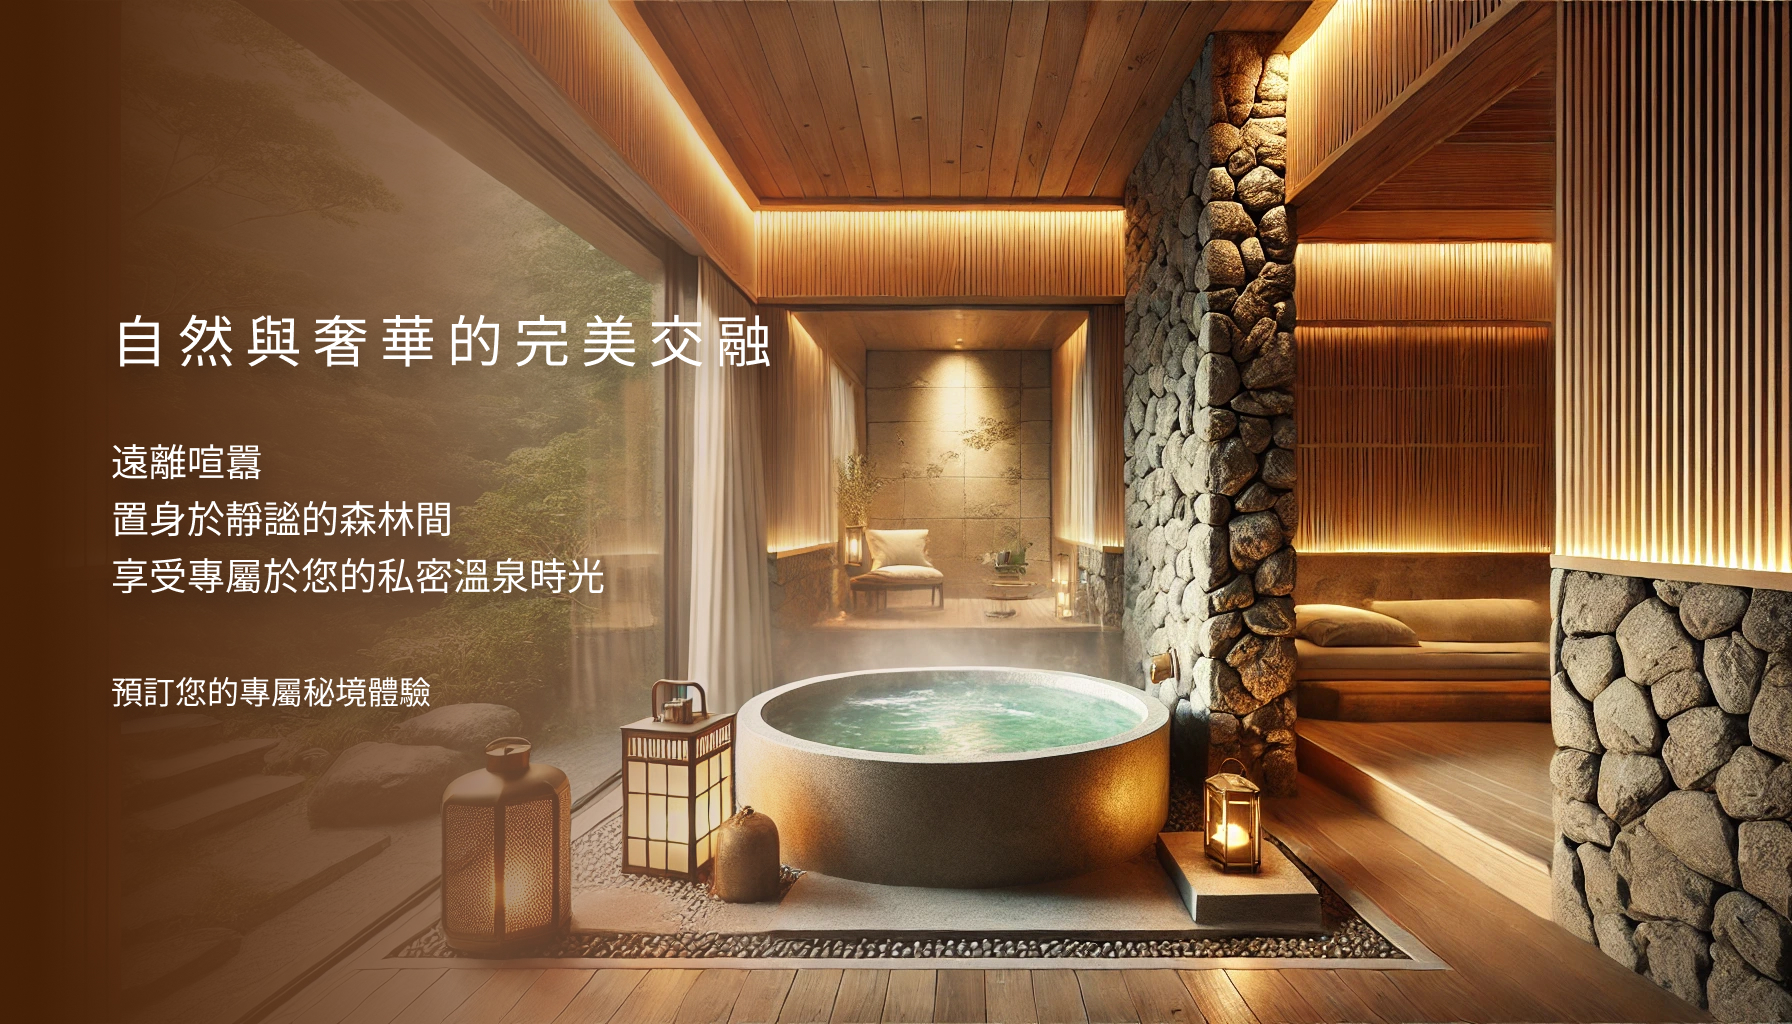 自然與奢華的完美交融
遠離喧囂
置身於靜謐的森林間
享受專屬於您的私密溫泉時光
預訂您的專屬秘境體驗